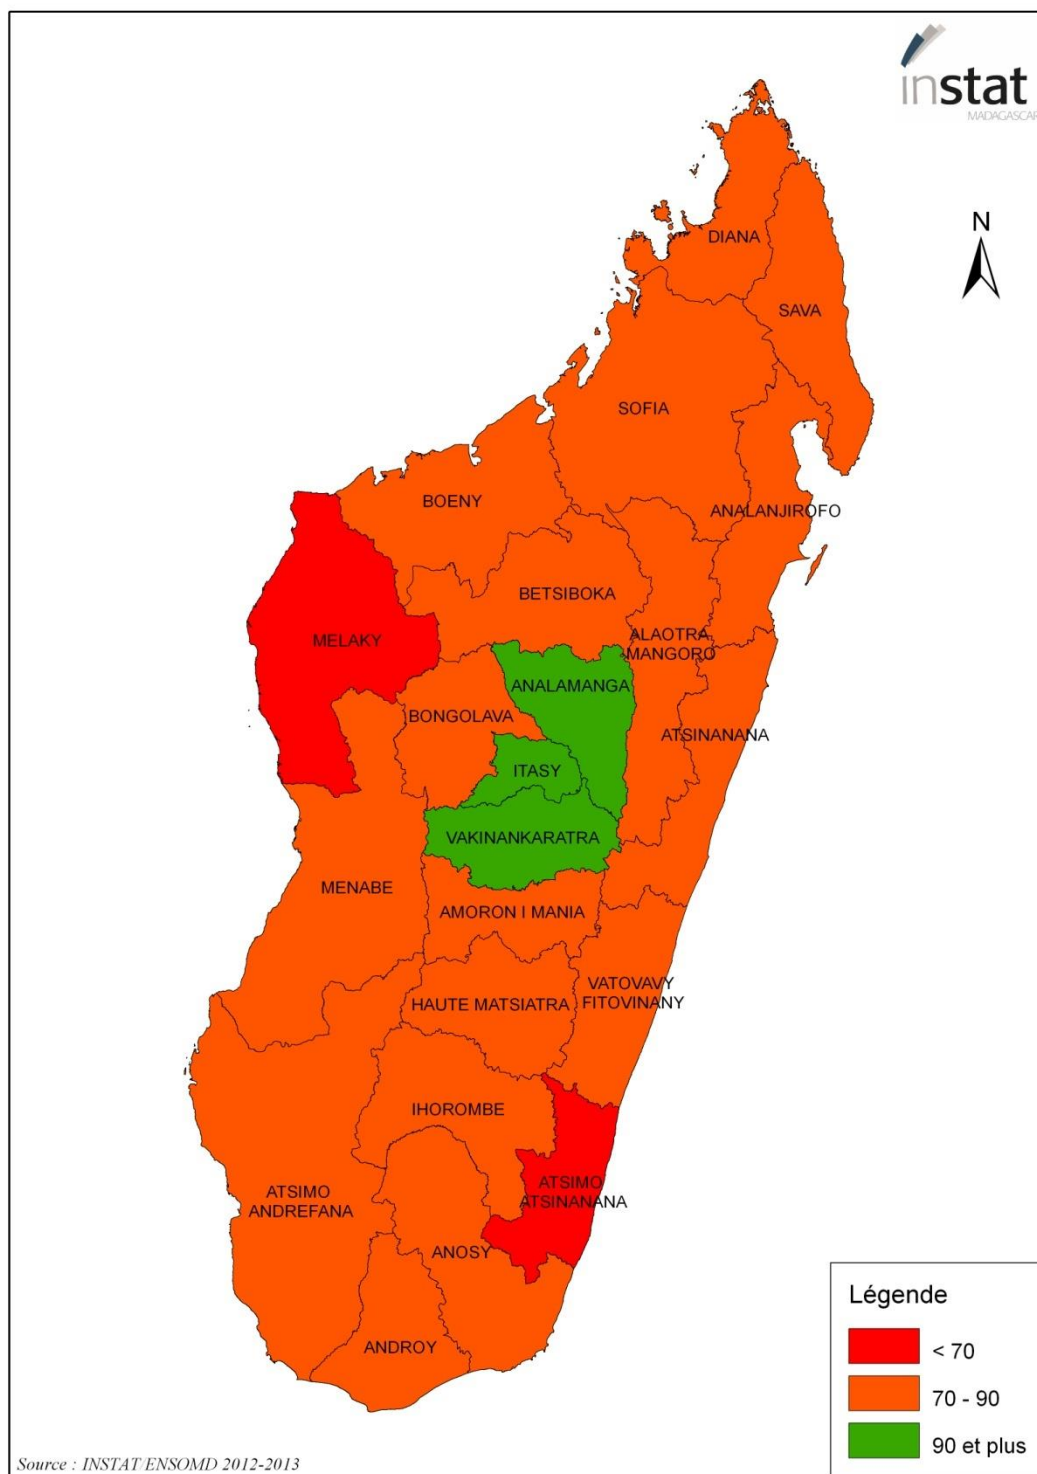 instat
MADAGASCAR
N
DIANA
SAVA
SOFIA
BOENY
ANALANJIROFO
BETSIBOKA
MELAKY
ALAOTRA
MANGORO
ANALAMANGA
BONGOLAVA
ATSINANANA
ITASY
VAKINANKARATRA
MENABE
AMORON I MANIA
VATOVAVY
FITOVINANY
HAUTE MATSIATRA
IHOROMBE
ATSIMO
ATSINANANA
ATSIMO
ANDREFANA
ANOSY
ANDROY
Légende
< 70
70 - 90
90 et plus
Source : INSTAT/ENSOMD 2012-2013